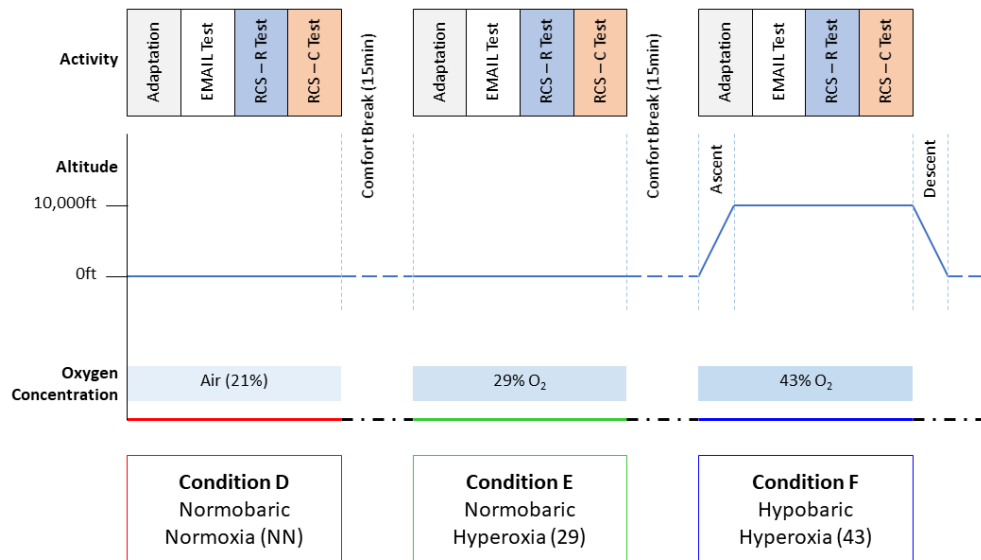 Activity
Adaptation
EMAIL Test
RCS – R Test
RCS – C Test
Comfort Break (15min)
Adaptation
EMAIL Test
RCS – R Test
RCS – C Test
Comfort Break (15min)
Adaptation
EMAIL Test
RCS – R Test
RCS – C Test
Altitude
10,000ft
0ft
Ascent
Descent
Oxygen
Concentration
Air (21%)
29% O₂
43% O₂
Condition D
Normobaric
Normoxia (NN)
Condition E
Normobaric
Hyperoxia (29)
Condition F
Hypobaric
Hyperoxia (43)